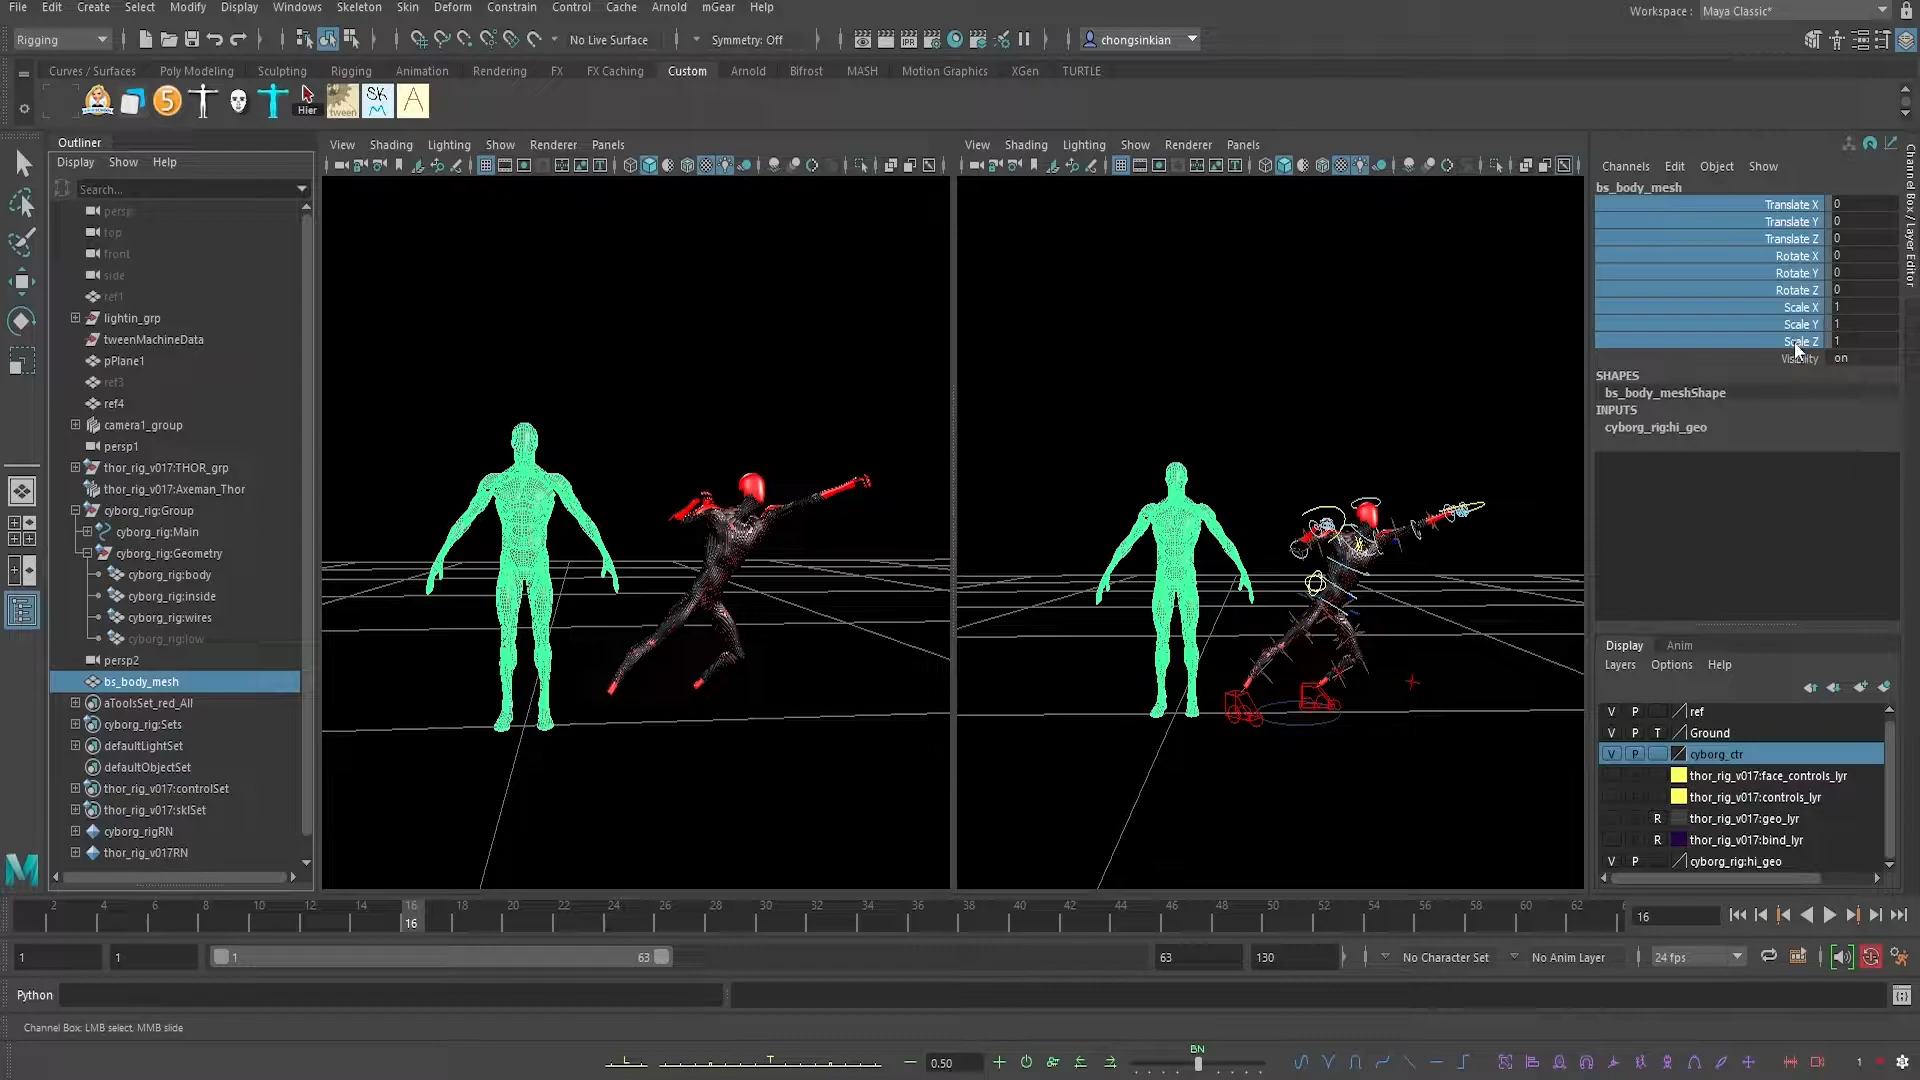 File Edit Create Select Modify Display Windows Skeleton Skin Deform Constrain Control Cache Arnold mGear Help
Workspace : Maya Classic*
Rigging
No Live Surface
Symmetry: Off
chongsinkian
Curves / Surfaces Poly Modeling Sculpting Rigging Animation Rendering FX FX Caching Custom Arnold Bifrost MASH Motion Graphics XGen TURTLE
5
Hier
tween
SK
A
Outliner
Display Show Help
Search...
persp
top
front
side
ref1
lightin_grp
tweenMachineData
pPlane1
ref3
ref4
camera1_group
persp1
thor_rig_v017:THOR_grp
thor_rig_v017:Axeman_Thor
cyborg_rig:Group
cyborg_rig:Main
cyborg_rig:Geometry
cyborg_rig:body
cyborg_rig:inside
cyborg_rig:wires
cyborg_rig:low
persp2
bs_body_mesh
aToolsSet_red_All
cyborg_rig:Sets
defaultLightSet
defaultObjectSet
thor_rig_v017:controlSet
thor_rig_v017:sklSet
cyborg_rigRN
thor_rig_v017RN
View Shading Lighting Show Renderer Panels
View Shading Lighting Show Renderer Panels
Channels Edit Object Show
bs_body_mesh
Translate X 0
Translate Y 0
Translate Z 0
Rotate X 0
Rotate Y 0
Rotate Z 0
Scale X 1
Scale Y 1
Scale Z 1
Visibility on
SHAPES
bs_body_meshShape
INPUTS
cyborg_rig:hi_geo
Channel Box / Layer Editor
Display Anim
Layers Options Help
V P ref
V P T Ground
V P cyborg_ctr
thor_rig_v017:face_controls_lyr
thor_rig_v017:controls_lyr
R thor_rig_v017:geo_lyr
R thor_rig_v017:bind_lyr
V P cyborg_rig:hi_geo
2 4 6 8 10 12 14 16 18 20 22 24 26 28 30 32 34 36 38 40 42 44 46 48 50 52 54 56 58 60 62
16
16
1 1 1 63 63 130
No Character Set
No Anim Layer
24 fps
Python
Channel Box: LMB select, MMB slide
L T
0.50
BN
1